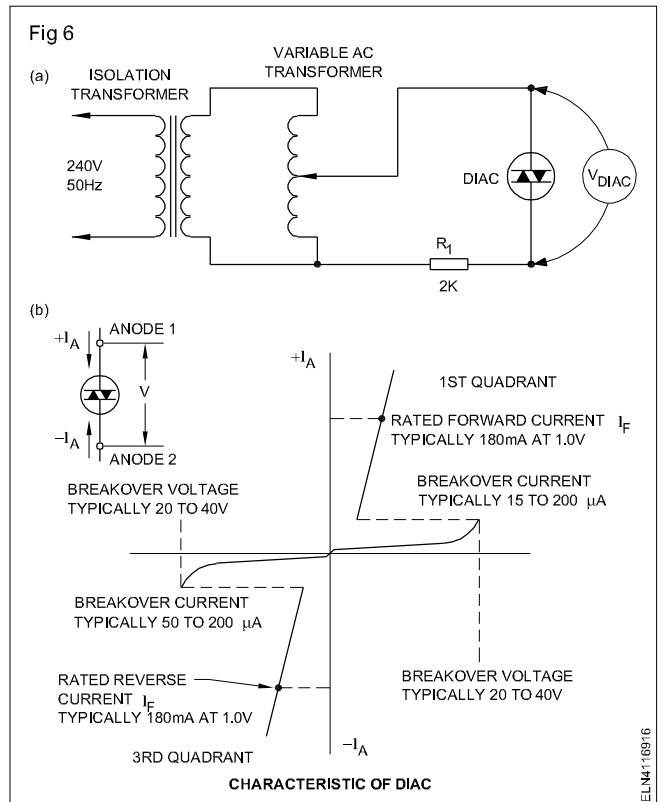 Fig 6
(a)
ISOLATION
TRANSFORMER
VARIABLE AC
TRANSFORMER
240V
50Hz
DIAC
VDIAC
R1
2K
(b)
+IA
ANODE 1
V
–IA
ANODE 2
+IA
1ST QUADRANT
RATED FORWARD CURRENT IF
TYPICALLY 180mA AT 1.0V
BREAKOVER CURRENT
TYPICALLY 15 TO 200 µA
BREAKOVER VOLTAGE
TYPICALLY 20 TO 40V
BREAKOVER CURRENT
TYPICALLY 50 TO 200 µA
BREAKOVER VOLTAGE
TYPICALLY 20 TO 40V
RATED REVERSE
CURRENT IF
TYPICALLY 180mA AT 1.0V
3RD QUADRANT
–IA
CHARACTERISTIC OF DIAC
ELN4116916